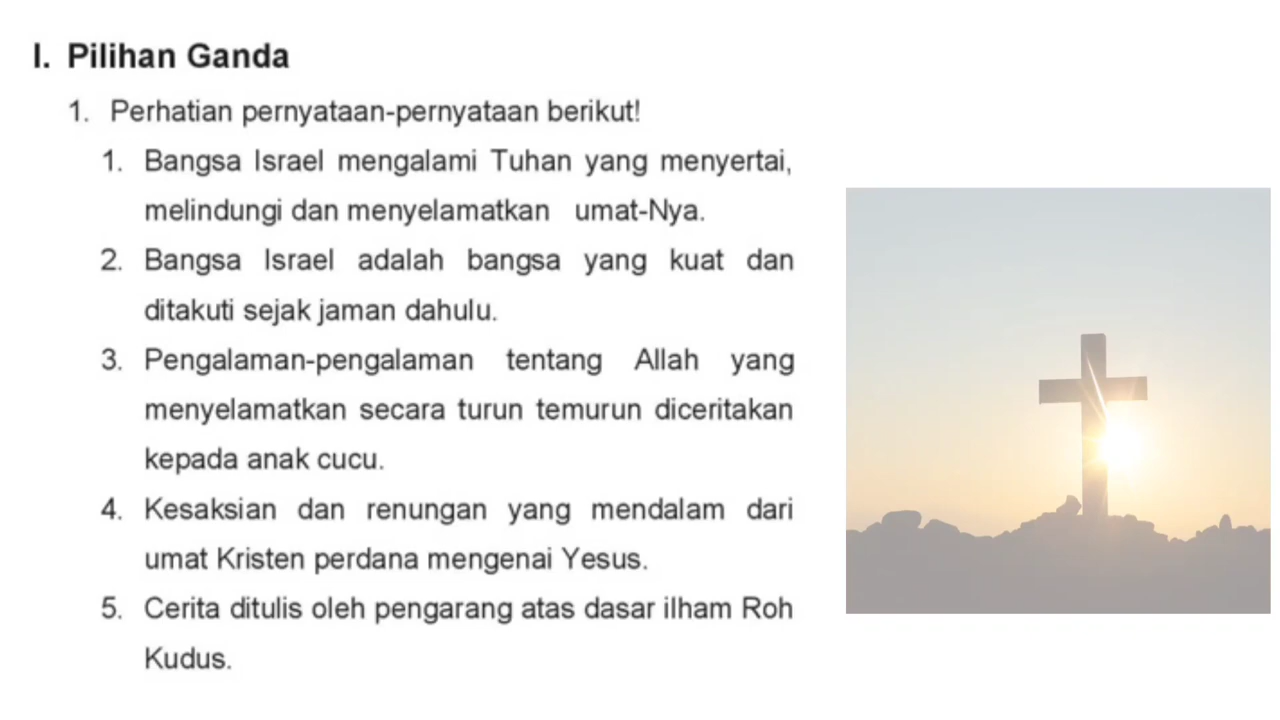 I. Pilihan Ganda
1. Perhatian pernyataan-pernyataan berikut!
1. Bangsa Israel mengalami Tuhan yang menyertai,
melindungi dan menyelamatkan umat-Nya.
2. Bangsa Israel adalah bangsa yang kuat dan
ditakuti sejak jaman dahulu.
3. Pengalaman-pengalaman tentang Allah yang
menyelamatkan secara turun temurun diceritakan
kepada anak cucu.
4. Kesaksian dan renungan yang mendalam dari
umat Kristen perdana mengenai Yesus.
5. Cerita ditulis oleh pengarang atas dasar ilham Roh
Kudus.